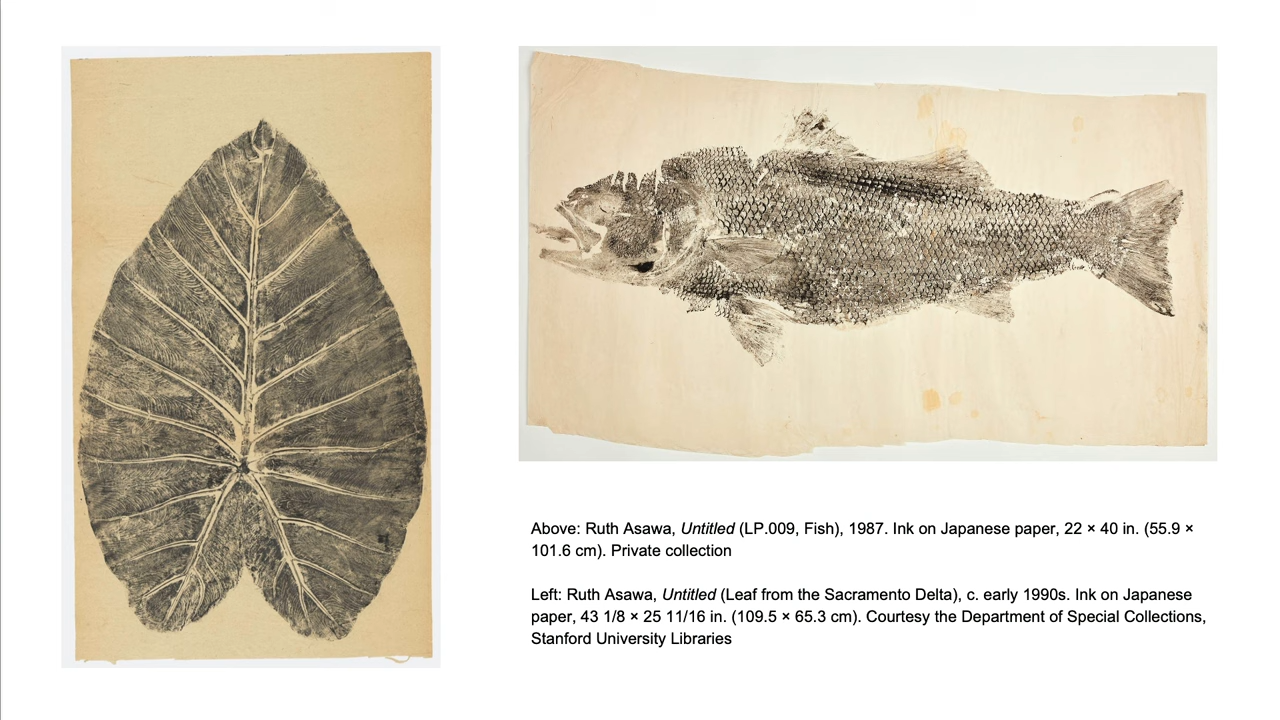 Above: Ruth Asawa, Untitled (LP.009, Fish), 1987. Ink on Japanese paper, 22 × 40 in. (55.9 ×
101.6 cm). Private collection
Left: Ruth Asawa, Untitled (Leaf from the Sacramento Delta), c. early 1990s. Ink on Japanese
paper, 43 1/8 × 25 11/16 in. (109.5 × 65.3 cm). Courtesy the Department of Special Collections,
Stanford University Libraries